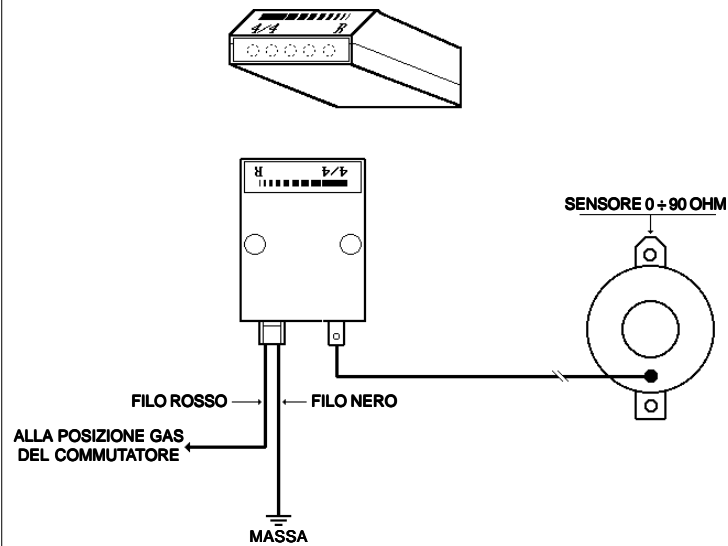 4/4 R
R 4/4
SENSORE 0 ÷ 90 OHM
FILO ROSSO
FILO NERO
ALLA POSIZIONE GAS
DEL COMMUTATORE
MASSA